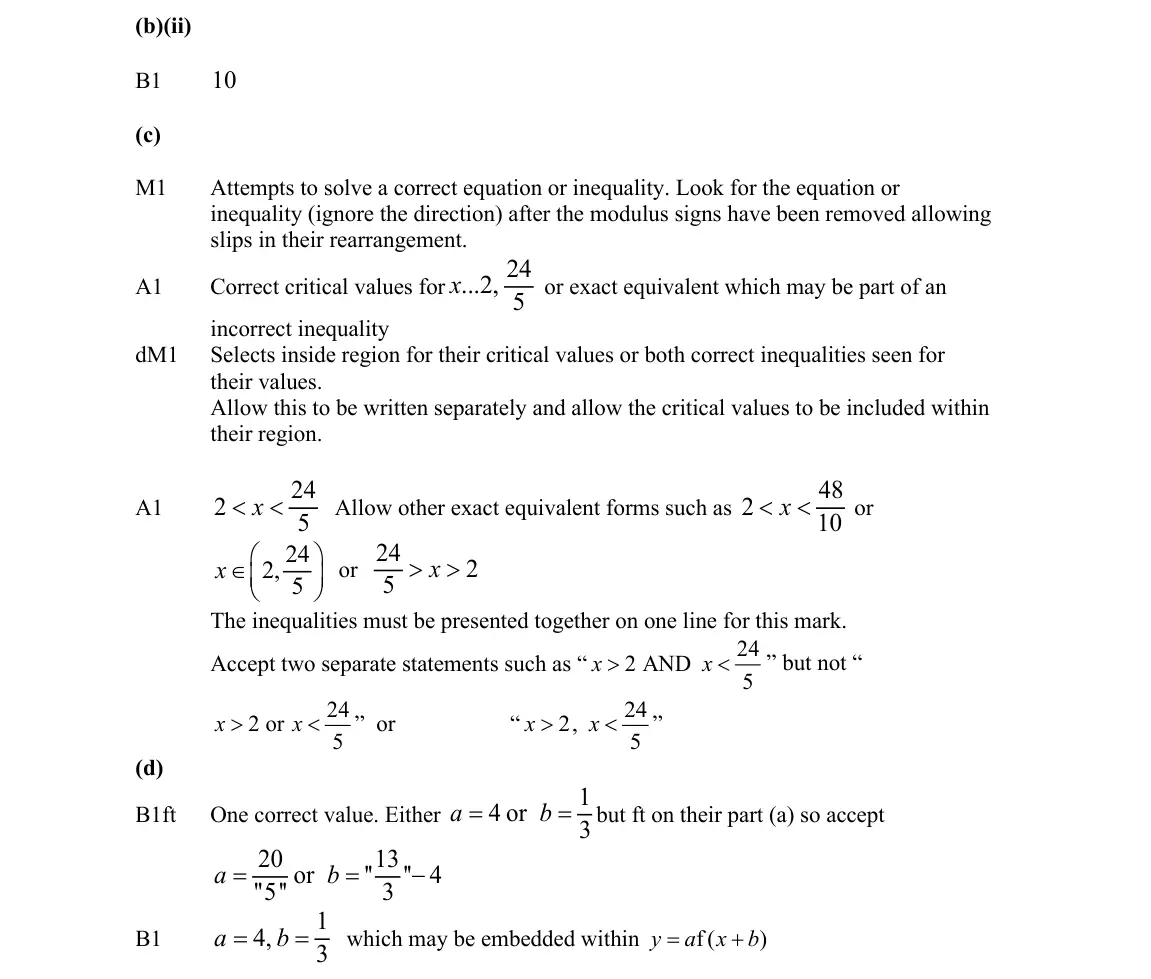 (b)(ii)
B1 10
(c)
M1 Attempts to solve a correct equation or inequality. Look for the equation or
inequality (ignore the direction) after the modulus signs have been removed allowing
slips in their rearrangement.
A1 Correct critical values for x...2, 24/5 or exact equivalent which may be part of an
incorrect inequality
dM1 Selects inside region for their critical values or both correct inequalities seen for
their values.
Allow this to be written separately and allow the critical values to be included within
their region.
A1 2 < x < 24/5 Allow other exact equivalent forms such as 2 < x < 48/10 or
x ∈ (2, 24/5) or 24/5 > x > 2
The inequalities must be presented together on one line for this mark.
Accept two separate statements such as “ x > 2 AND x < 24/5 ” but not “
x > 2 or x < 24/5 ” or “ x > 2, x < 24/5 ”
(d)
B1ft One correct value. Either a = 4 or b = 1/3 but ft on their part (a) so accept
a = 20/"5" or b = "13/3" – 4
B1 a = 4, b = 1/3 which may be embedded within y = af(x + b)